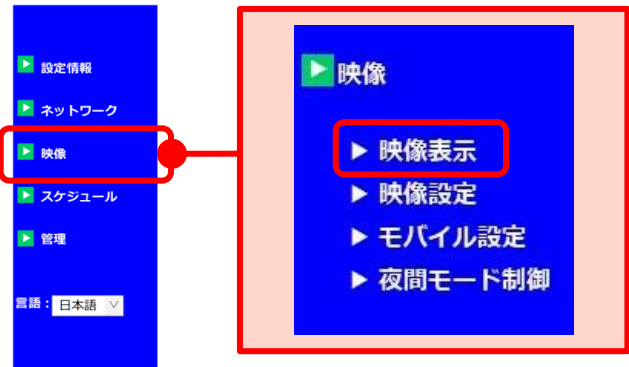 設定情報
ネットワーク
映像
スケジュール
管理
言語：日本語
映像
映像表示
映像設定
モバイル設定
夜間モード制御